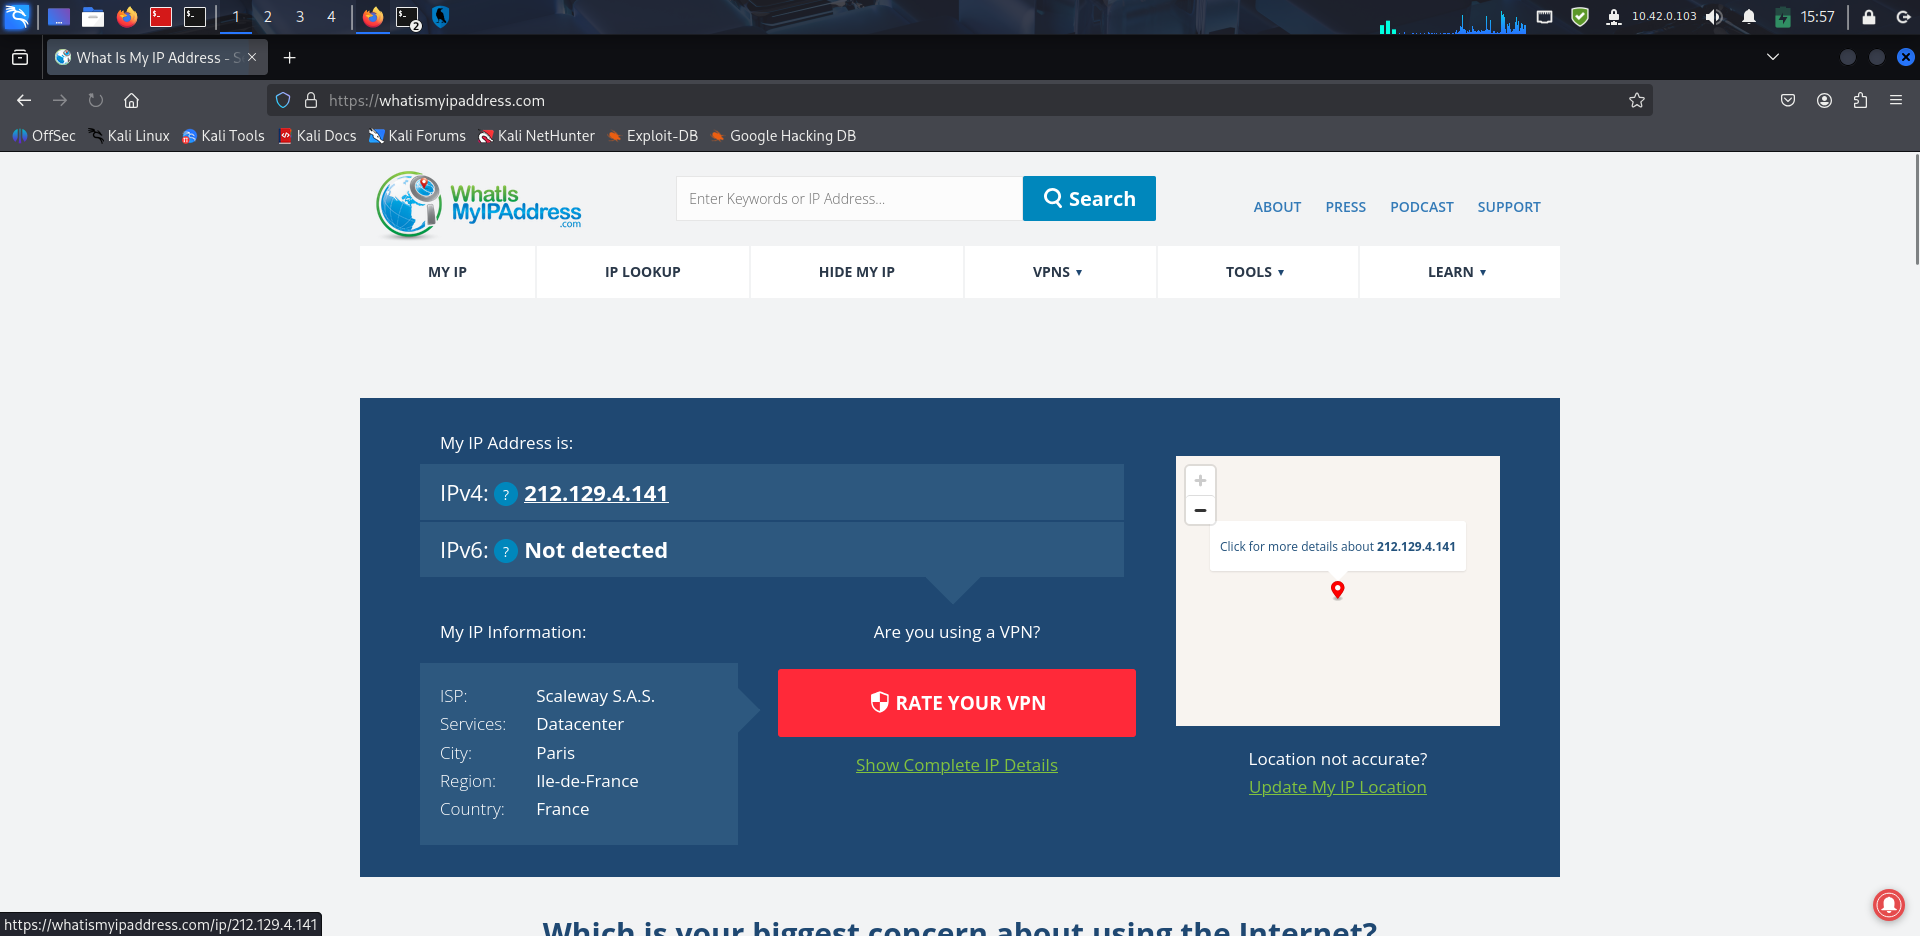 1 2 3 4
2
10.42.0.103
15:57
What Is My IP Address - S
https://whatismyipaddress.com
OffSec Kali Linux Kali Tools Kali Docs Kali Forums Kali NetHunter Exploit-DB Google Hacking DB
WhatIs
MyIPAddress
.com
Enter Keywords or IP Address...
Search
ABOUT PRESS PODCAST SUPPORT
MY IP IP LOOKUP HIDE MY IP VPNS ▼ TOOLS ▼ LEARN ▼
My IP Address is:
IPv4: ? 212.129.4.141
IPv6: ? Not detected
+
−
Click for more details about 212.129.4.141
My IP Information:
Are you using a VPN?
ISP: Scaleway S.A.S.
Services: Datacenter
City: Paris
Region: Ile-de-France
Country: France
RATE YOUR VPN
Show Complete IP Details
Location not accurate?
Update My IP Location
Which is your biggest concern about using the Internet?
https://whatismyipaddress.com/ip/212.129.4.141